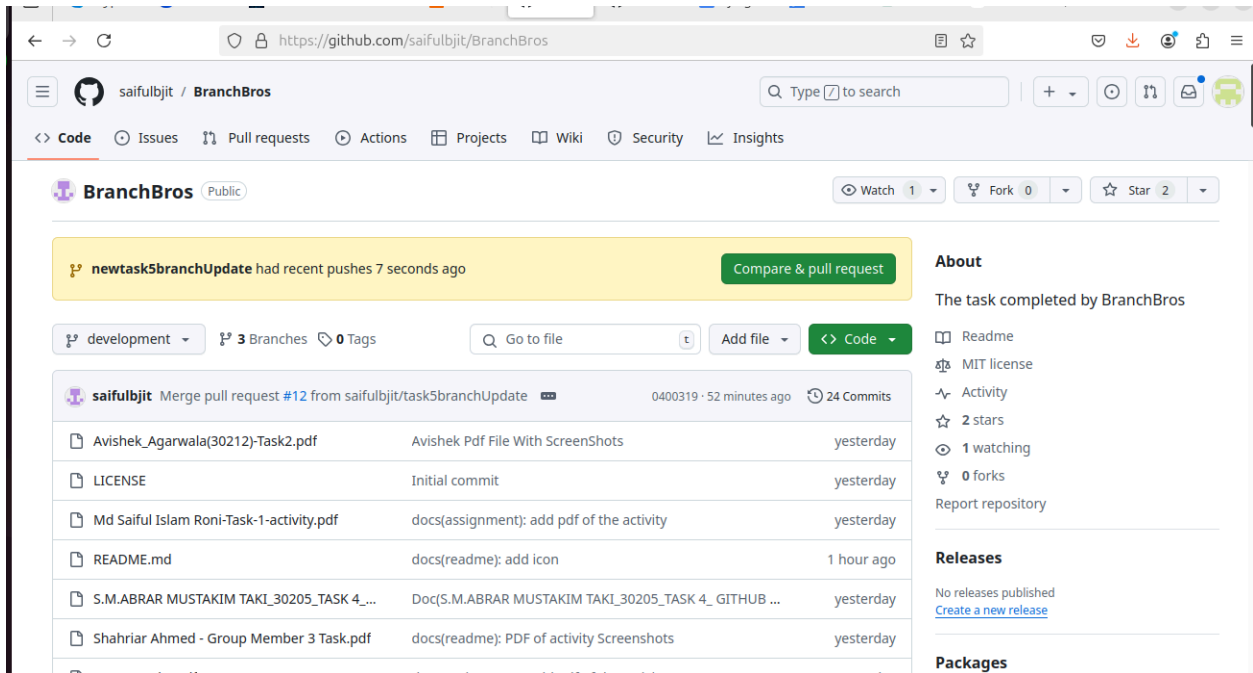 https://github.com/saifulbjit/BranchBros
saifulbjit / BranchBros
Type / to search
Code Issues Pull requests Actions Projects Wiki Security Insights
BranchBros Public
Watch 1 Fork 0 Star 2
newtask5branchUpdate had recent pushes 7 seconds ago
Compare & pull request
development 3 Branches 0 Tags Go to file t Add file Code
saifulbjit Merge pull request #12 from saifulbjit/task5branchUpdate 0400319 · 52 minutes ago 24 Commits
Avishek_Agarwala(30212)-Task2.pdf Avishek Pdf File With ScreenShots yesterday
LICENSE Initial commit yesterday
Md Saiful Islam Roni-Task-1-activity.pdf docs(assignment): add pdf of the activity yesterday
README.md docs(readme): add icon 1 hour ago
S.M.ABRAR MUSTAKIM TAKI_30205_TASK 4_... Doc(S.M.ABRAR MUSTAKIM TAKI_30205_TASK 4_ GITHUB ... yesterday
Shahriar Ahmed - Group Member 3 Task.pdf docs(readme): PDF of activity Screenshots yesterday
About
The task completed by BranchBros
Readme
MIT license
Activity
2 stars
1 watching
0 forks
Report repository
Releases
No releases published
Create a new release
Packages